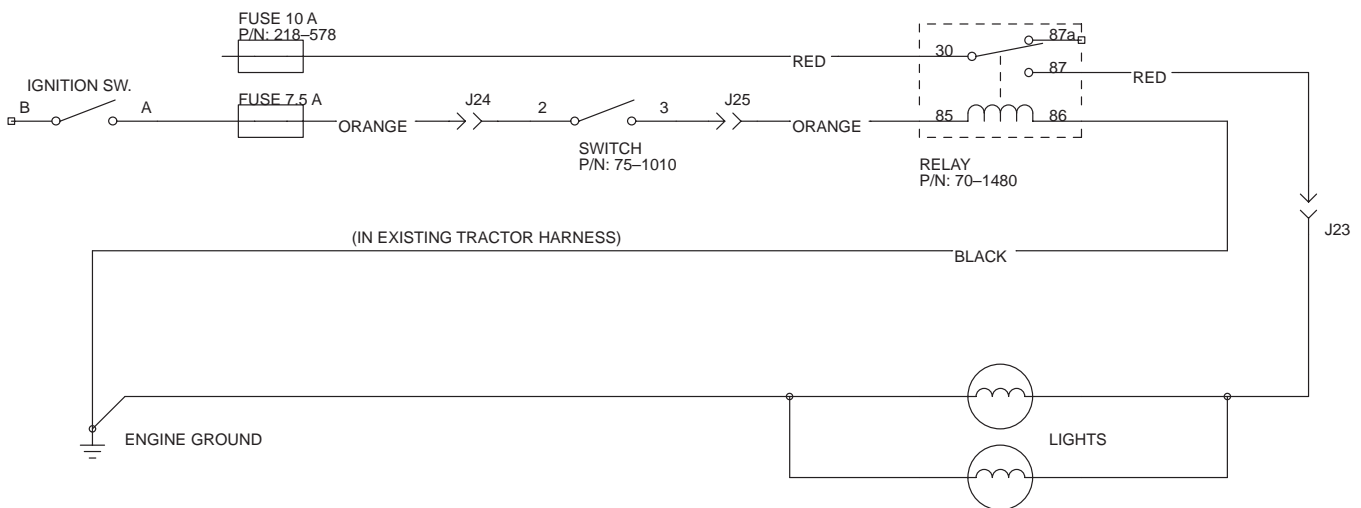 FUSE 10 A
P/N: 218–578
30
87a
RED
87
RED
IGNITION SW.
B
A
FUSE 7.5 A
ORANGE
J24
2
3
J25
ORANGE
85
86
SWITCH
P/N: 75–1010
RELAY
P/N: 70–1480
J23
(IN EXISTING TRACTOR HARNESS)
BLACK
ENGINE GROUND
LIGHTS